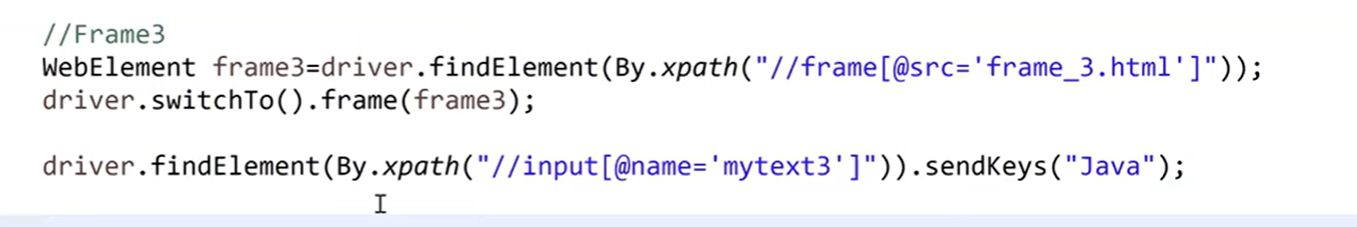 //Frame3
WebElement frame3=driver.findElement(By.xpath("//frame[@src='frame_3.html']"));
driver.switchTo().frame(frame3);
driver.findElement(By.xpath("//input[@name='mytext3']")).sendKeys("Java");